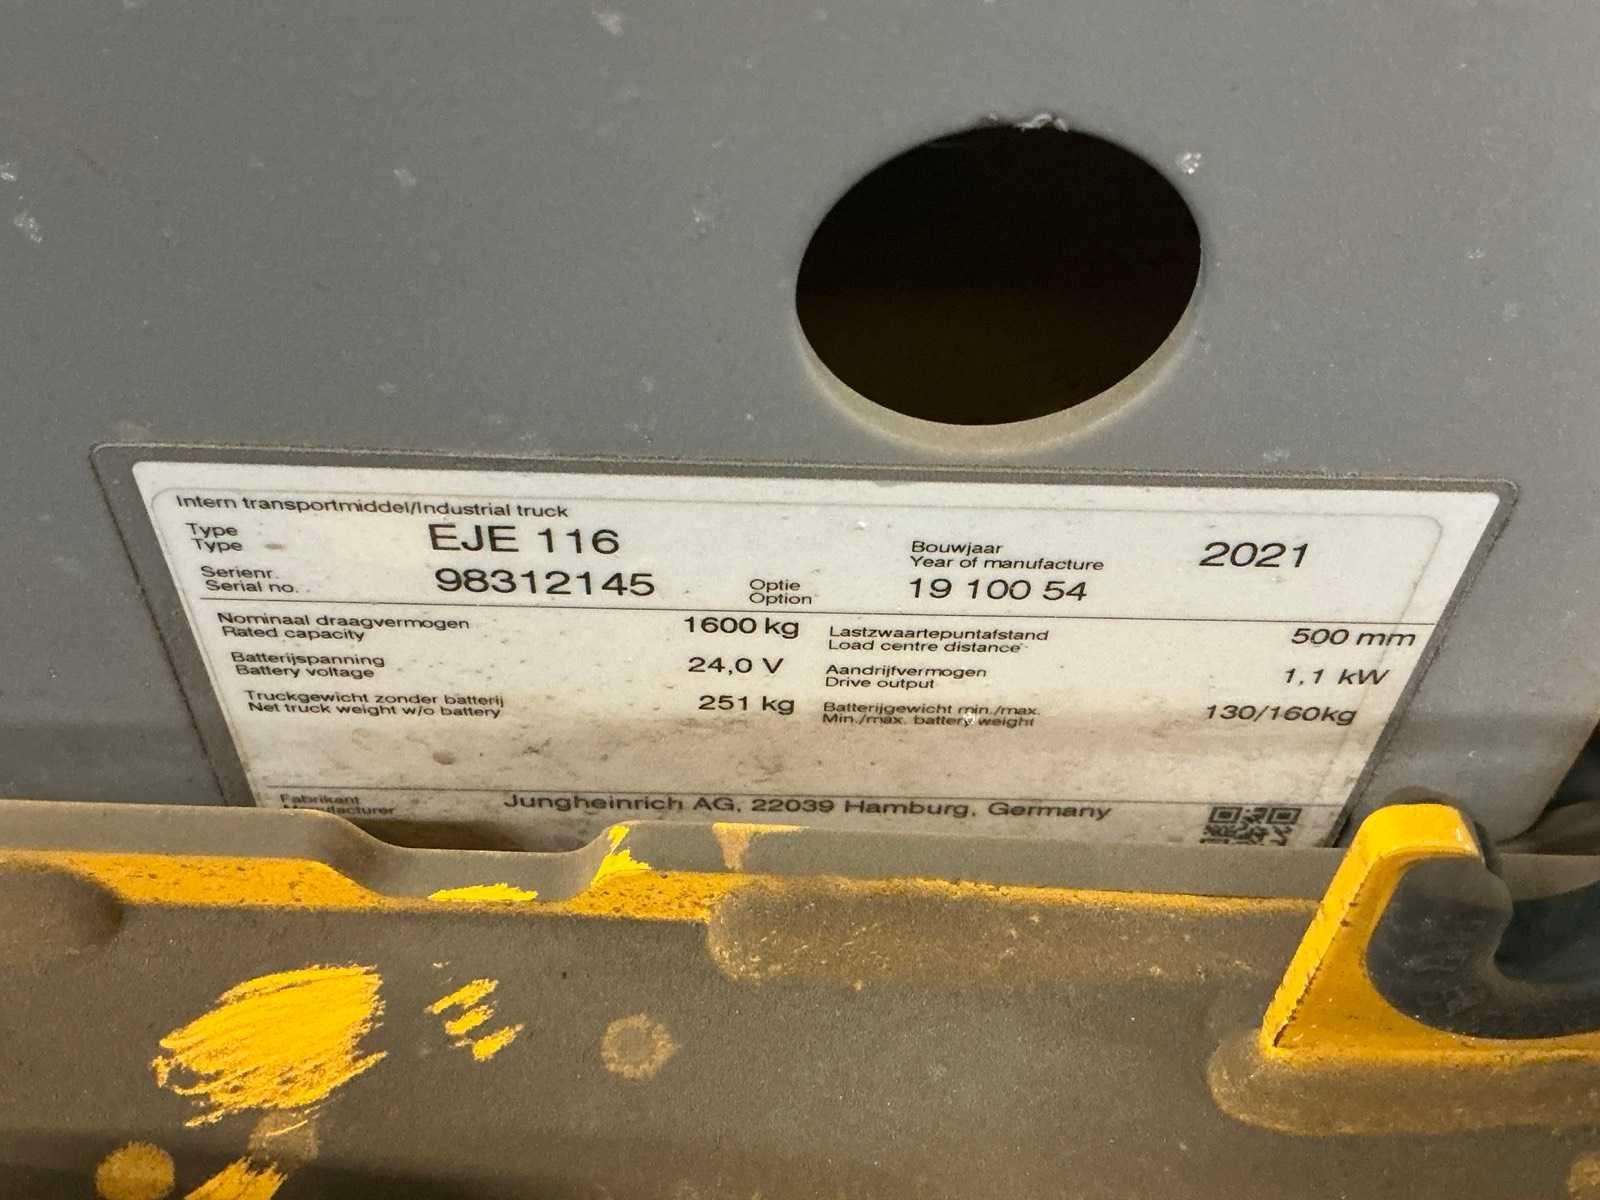 Intern transportmiddel/Industrial truck
Type
Type
EJE 116
Bouwjaar
Year of manufacture
2021
Serienr.
Serial no.
98312145
Optie
Option
19 100 54
Nominaal draagvermogen
Rated capacity
1600 kg
Lastzwaartepuntafstand
Load centre distance
500 mm
Batterijspanning
Battery voltage
24,0 V
Aandrijfvermogen
Drive output
1,1 kW
Truckgewicht zonder batterij
Net truck weight w/o battery
251 kg
Batterijgewicht min./max.
Min./max. battery weight
130/160kg
Fabrikant
Manufacturer
Jungheinrich AG, 22039 Hamburg, Germany